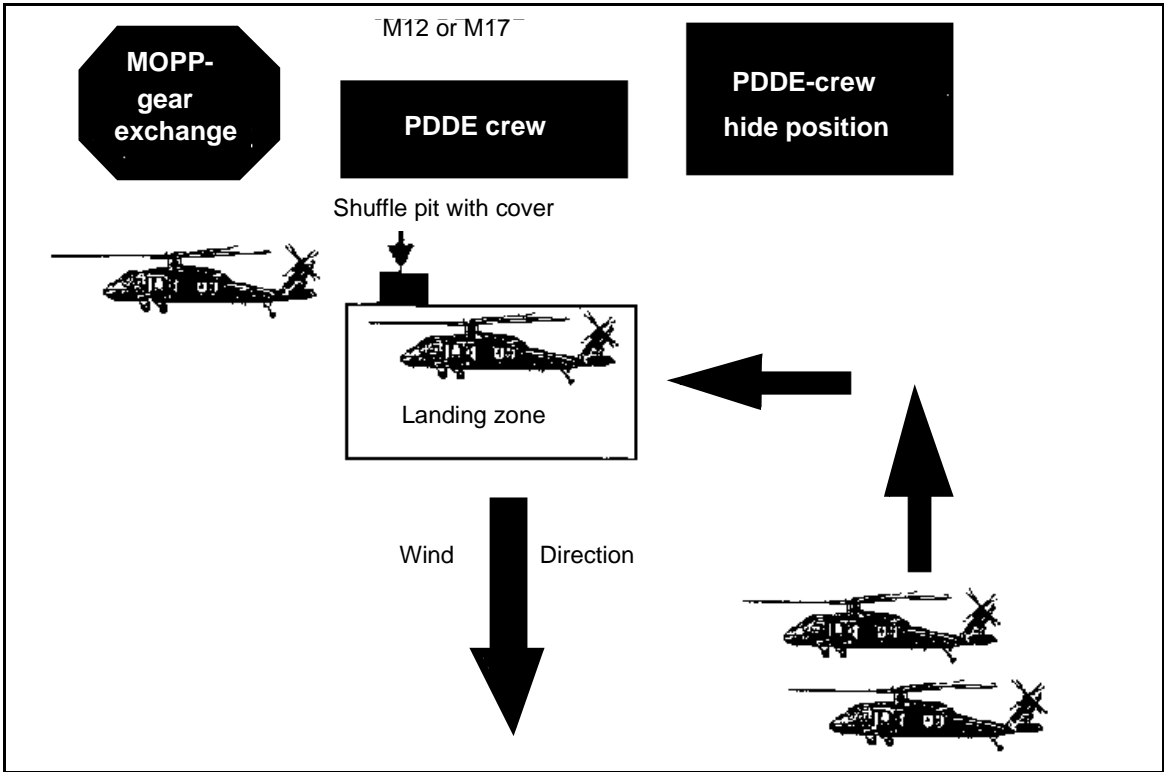 M12 or M17
MOPP-
gear
exchange
PDDE crew
PDDE-crew
hide position
Shuffle pit with cover
Landing zone
Wind Direction